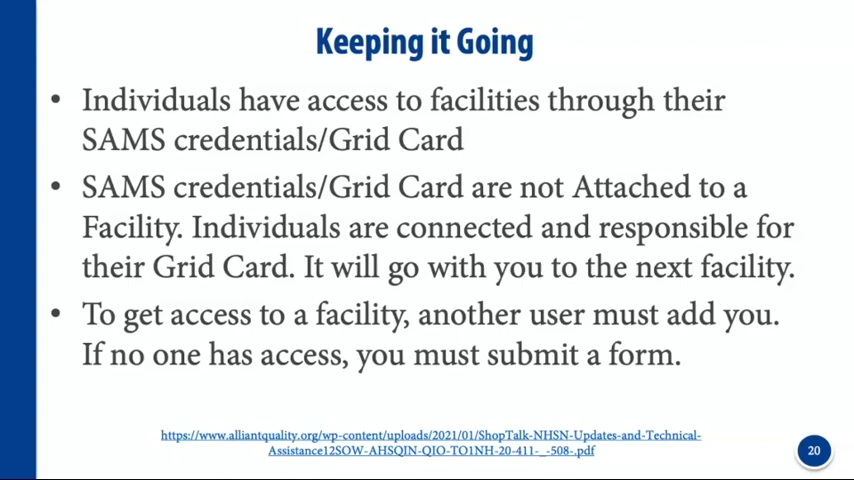 Keeping it Going
• Individuals have access to facilities through their
SAMS credentials/Grid Card
• SAMS credentials/Grid Card are not Attached to a
Facility. Individuals are connected and responsible for
their Grid Card. It will go with you to the next facility.
• To get access to a facility, another user must add you.
If no one has access, you must submit a form.
https://www.alliantquality.org/wp-content/uploads/2021/01/ShopTalk-NHSN-Updates-and-Technical-
Assistance12SOW-AHSQIN-QIO-TO1NH-20-411-_-508-.pdf
20